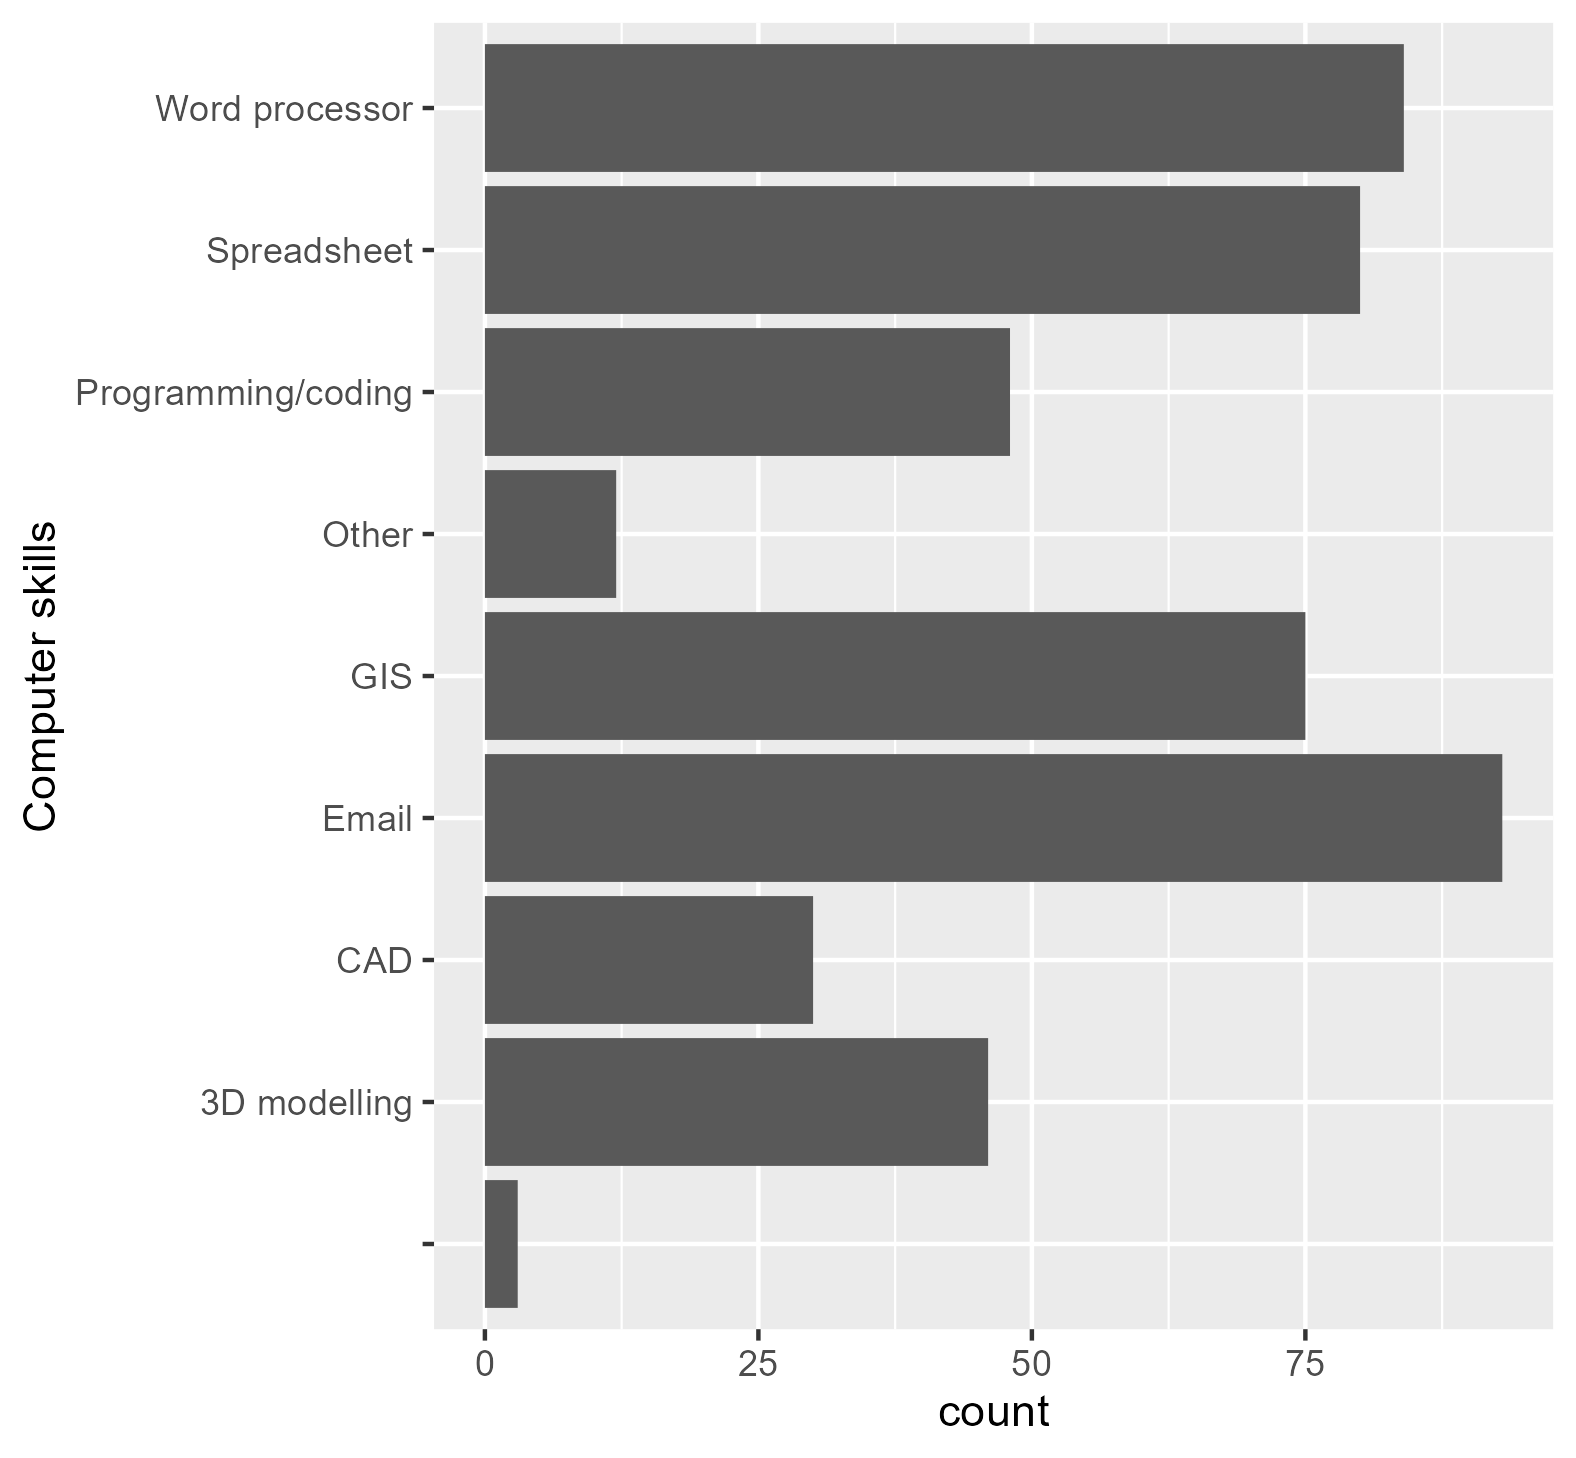 Computer skills
Word processor
Spreadsheet
Programming/coding
Other
GIS
Email
CAD
3D modelling
0 25 50 75
count